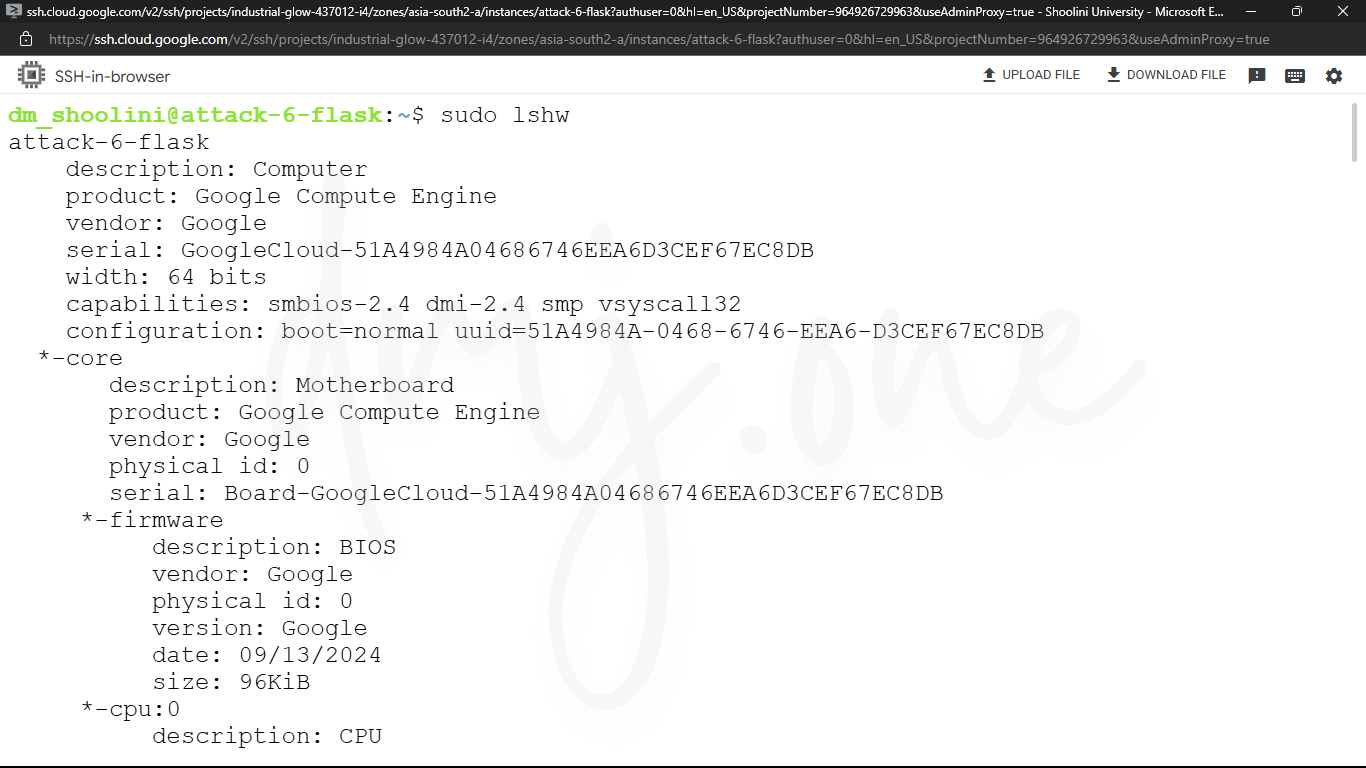 ssh.cloud.google.com/v2/ssh/projects/industrial-glow-437012-i4/zones/asia-south2-a/instances/attack-6-flask?authuser=0&hl=en_US&projectNumber=964926729963&useAdminProxy=true - Shoolini University - Microsoft E...
https://ssh.cloud.google.com/v2/ssh/projects/industrial-glow-437012-i4/zones/asia-south2-a/instances/attack-6-flask?authuser=0&hl=en_US&projectNumber=964926729963&useAdminProxy=true
SSH-in-browser UPLOAD FILE DOWNLOAD FILE
dm_shoolini@attack-6-flask:~$ sudo lshw
attack-6-flask
description: Computer
product: Google Compute Engine
vendor: Google
serial: GoogleCloud-51A4984A04686746EEA6D3CEF67EC8DB
width: 64 bits
capabilities: smbios-2.4 dmi-2.4 smp vsyscall32
configuration: boot=normal uuid=51A4984A-0468-6746-EEA6-D3CEF67EC8DB
*-core
description: Motherboard
product: Google Compute Engine
vendor: Google
physical id: 0
serial: Board-GoogleCloud-51A4984A04686746EEA6D3CEF67EC8DB
*-firmware
description: BIOS
vendor: Google
physical id: 0
version: Google
date: 09/13/2024
size: 96KiB
*-cpu:0
description: CPU
dmj.one